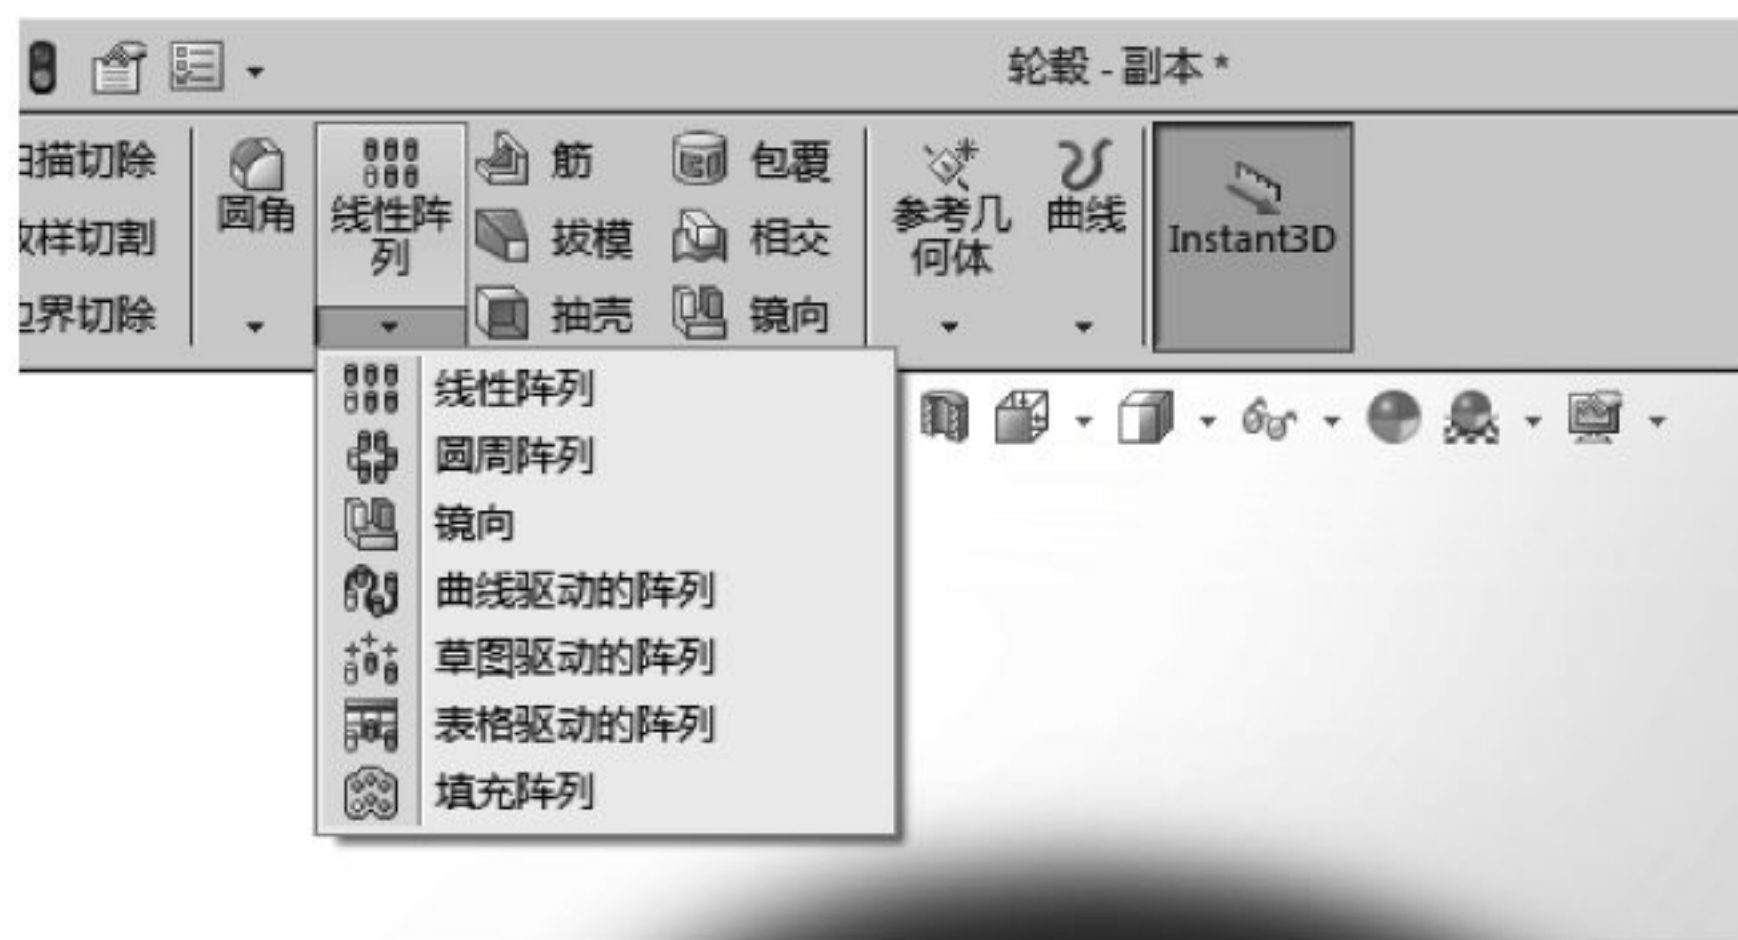 轮毂 - 副本 *
描切除
样切割
界切除
圆角
线性阵
列
筋
拔模
抽壳
包覆
相交
镜向
参考几
何体
曲线
Instant3D
线性阵列
圆周阵列
镜向
曲线驱动的阵列
草图驱动的阵列
表格驱动的阵列
填充阵列